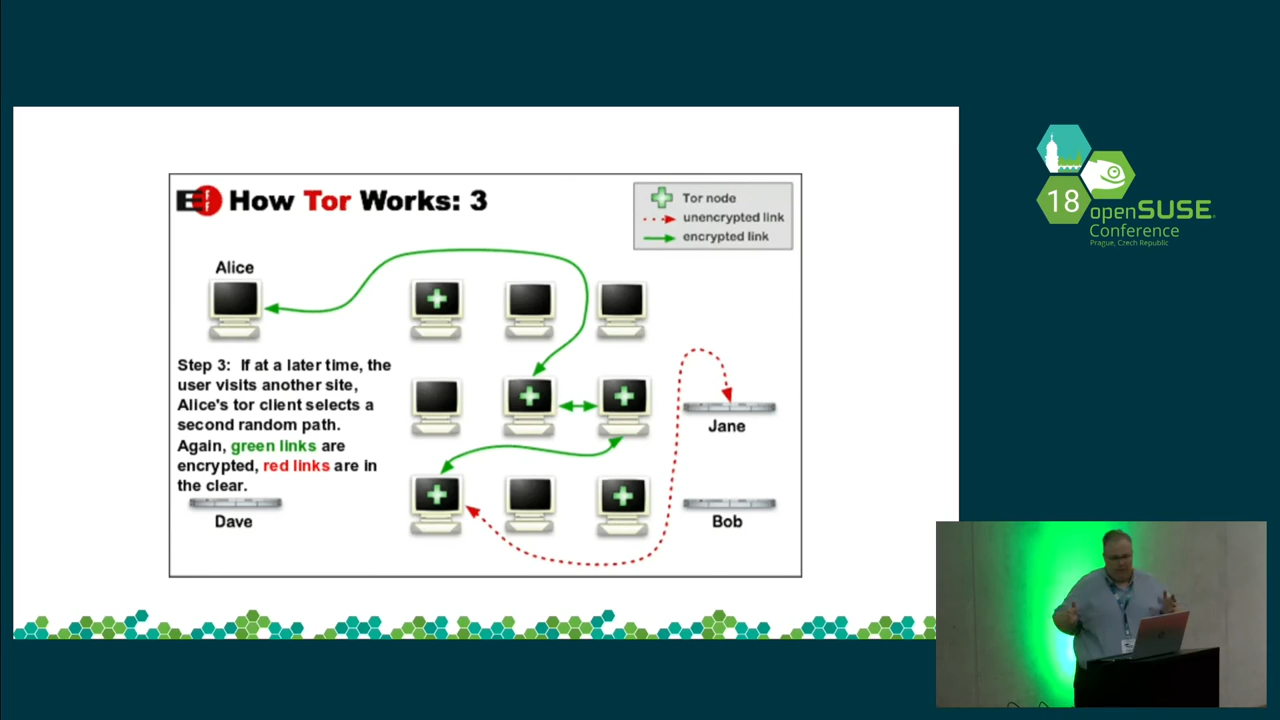 How Tor Works: 3
Tor node
unencrypted link
encrypted link
Alice
Step 3: If at a later time, the
user visits another site,
Alice's tor client selects a
second random path.
Again, green links are
encrypted, red links are in
the clear.
Dave
Jane
Bob
18
openSUSE
Conference
Prague, Czech Republic